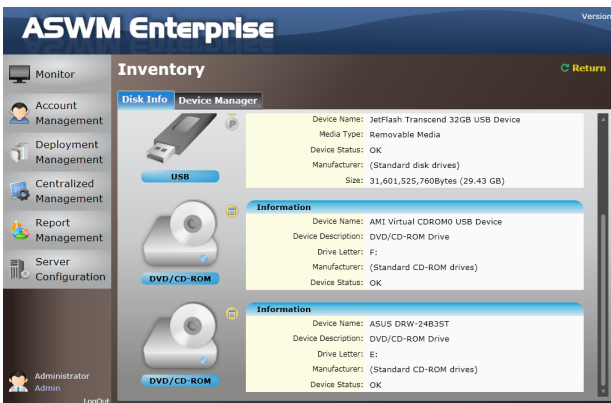 ASWM Enterprise
Version
Monitor
Account
Management
Deployment
Management
Centralized
Management
Report
Management
Server
Configuration
Administrator
Admin
LogOut
Inventory
Return
Disk Info
Device Manager
P
USB
Device Name: JetFlash Transcend 32GB USB Device
Media Type: Removable Media
Device Status: OK
Manufacturer: (Standard disk drives)
Size: 31,601,525,760Bytes (29.43 GB)
DVD/CD-ROM
Information
Device Name: AMI Virtual CDROM0 USB Device
Device Description: DVD/CD-ROM Drive
Drive Letter: F:
Manufacturer: (Standard CD-ROM drives)
Device Status: OK
DVD/CD-ROM
Information
Device Name: ASUS DRW-24B3ST
Device Description: DVD/CD-ROM Drive
Drive Letter: E:
Manufacturer: (Standard CD-ROM drives)
Device Status: OK